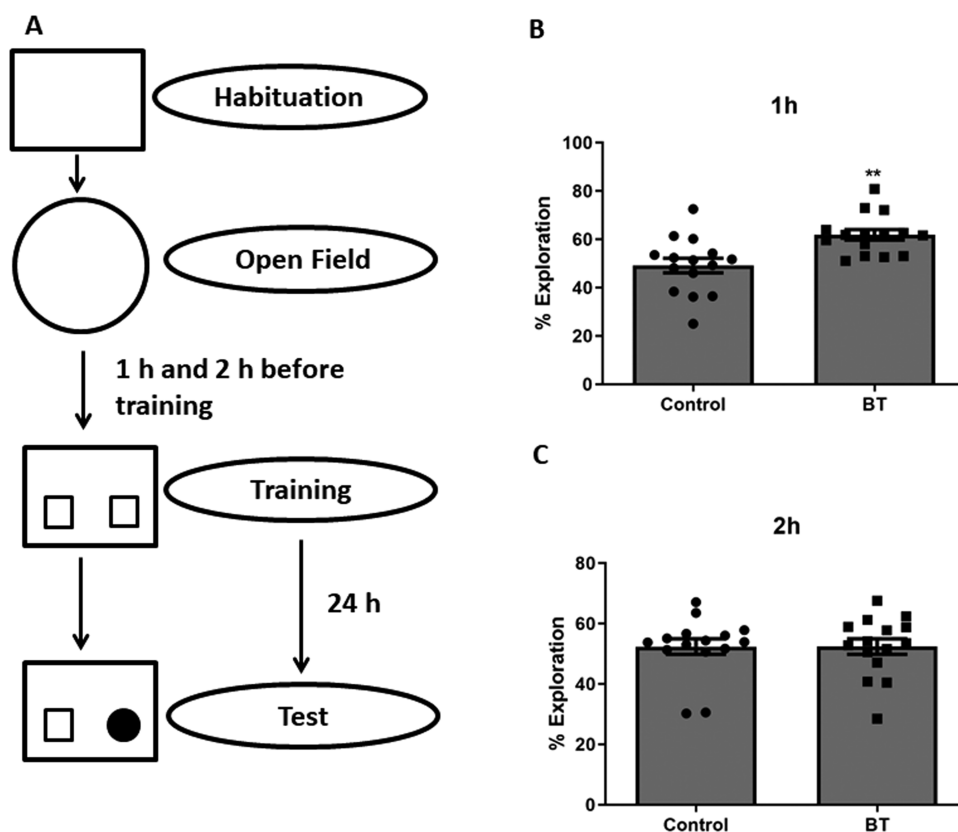 A
Habituation
Open Field
1 h and 2 h before
training
Training
24 h
Test
B
1h
100
80
60
40
20
0
% Exploration
**
Control
BT
C
2h
80
60
40
20
0
% Exploration
Control
BT